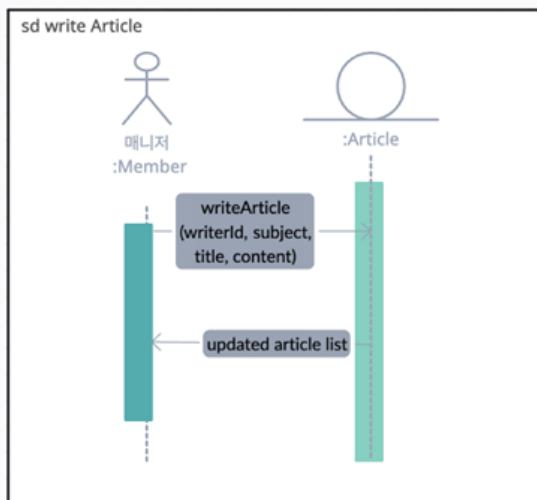 sd write Article
매니저
:Member
:Article
writeArticle
(writerId, subject,
title, content)
updated article list